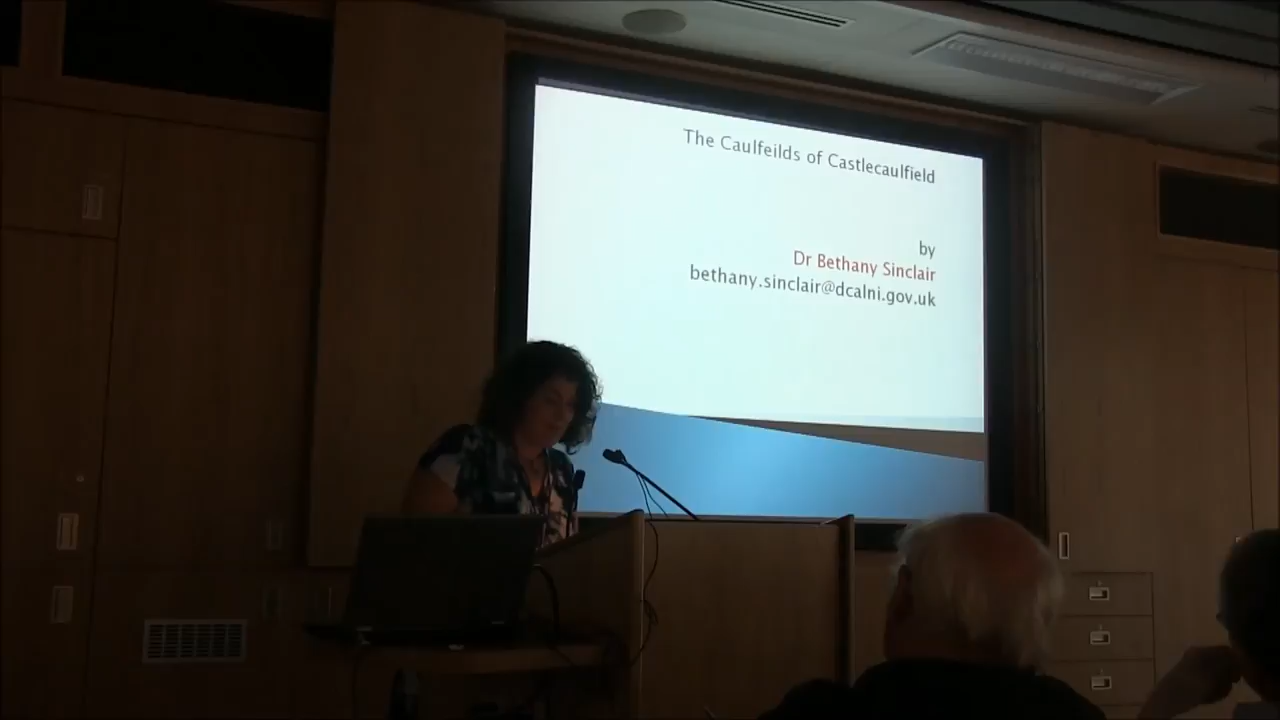 The Caulfeilds of Castlecaulfield
by
Dr Bethany Sinclair
bethany.sinclair@dcalni.gov.uk